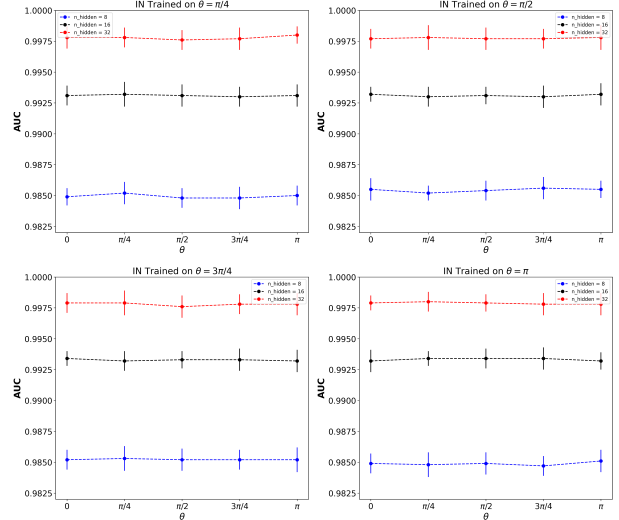 IN Trained on θ = π/4
1.0000
0.9975
0.9950
0.9925
0.9900
0.9875
0.9850
0.9825
AUC
n_hidden = 8
n_hidden = 16
n_hidden = 32
0 π/4 π/2 3π/4 π
θ
IN Trained on θ = π/2
1.0000
0.9975
0.9950
0.9925
0.9900
0.9875
0.9850
0.9825
AUC
n_hidden = 8
n_hidden = 16
n_hidden = 32
0 π/4 π/2 3π/4 π
θ
IN Trained on θ = 3π/4
1.0000
0.9975
0.9950
0.9925
0.9900
0.9875
0.9850
0.9825
AUC
n_hidden = 8
n_hidden = 16
n_hidden = 32
0 π/4 π/2 3π/4 π
θ
IN Trained on θ = π
1.0000
0.9975
0.9950
0.9925
0.9900
0.9875
0.9850
0.9825
AUC
n_hidden = 8
n_hidden = 16
n_hidden = 32
0 π/4 π/2 3π/4 π
θ